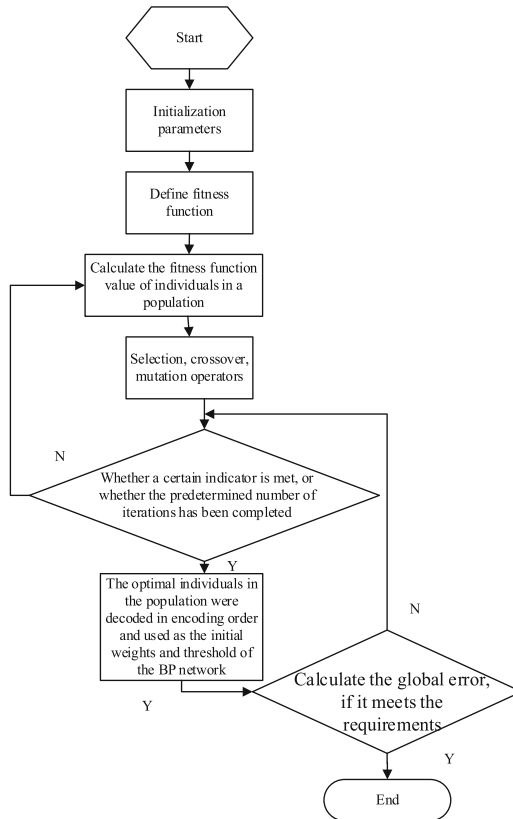 Start
Initialization
parameters
Define fitness
function
Calculate the fitness function
value of individuals in a
population
Selection, crossover,
mutation operators
N
Whether a certain indicator is met, or
whether the predetermined number of
iterations has been completed
Y
The optimal individuals in
the population were
decoded in encoding order
and used as the initial
weights and threshold of
the BP network
N
Calculate the global error,
if it meets the
requirements
Y
Y
End